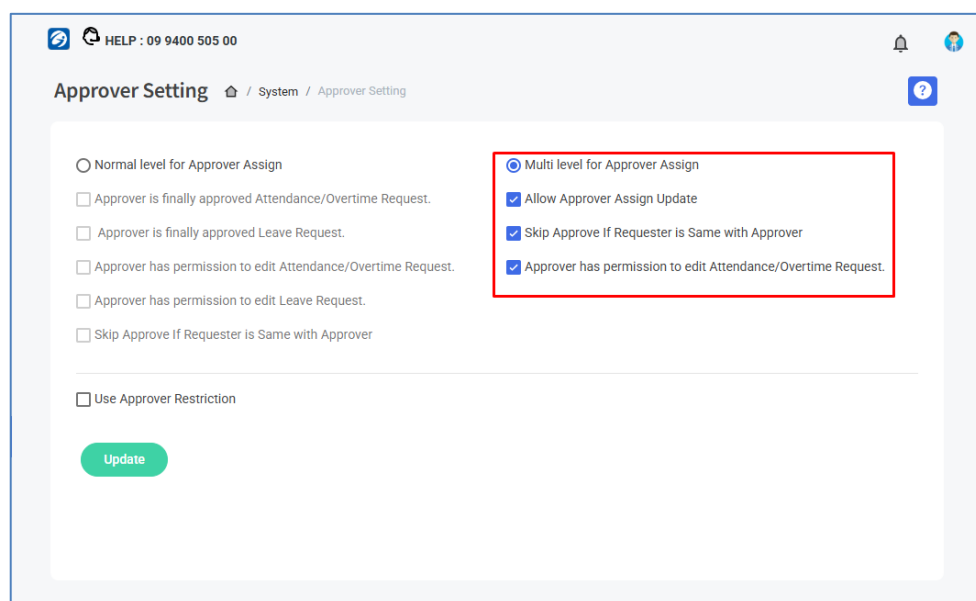 HELP : 09 9400 505 00
Approver Setting / System / Approver Setting
?
Normal level for Approver Assign
Approver is finally approved Attendance/Overtime Request.
Approver is finally approved Leave Request.
Approver has permission to edit Attendance/Overtime Request.
Approver has permission to edit Leave Request.
Skip Approve If Requester is Same with Approver
Multi level for Approver Assign
Allow Approver Assign Update
Skip Approve If Requester is Same with Approver
Approver has permission to edit Attendance/Overtime Request.
Use Approver Restriction
Update